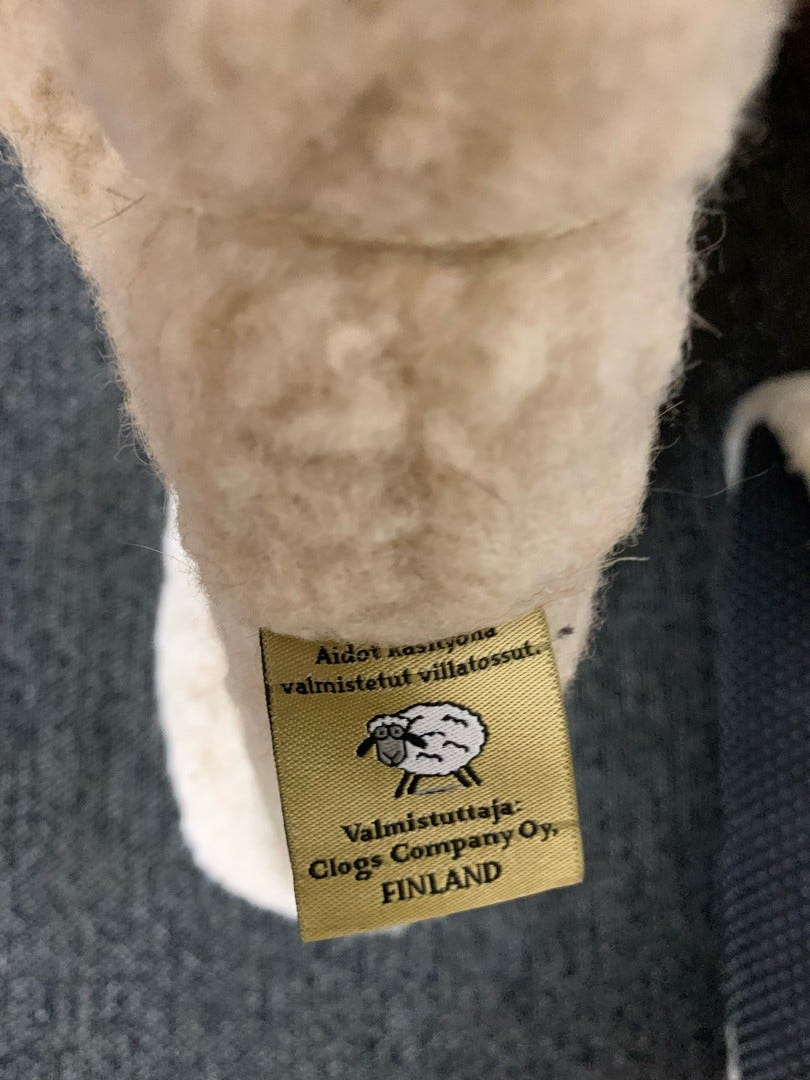 Aidot käsityönä
valmistetut villatossut.
Valmistuttaja:
Clogs Company Oy,
FINLAND